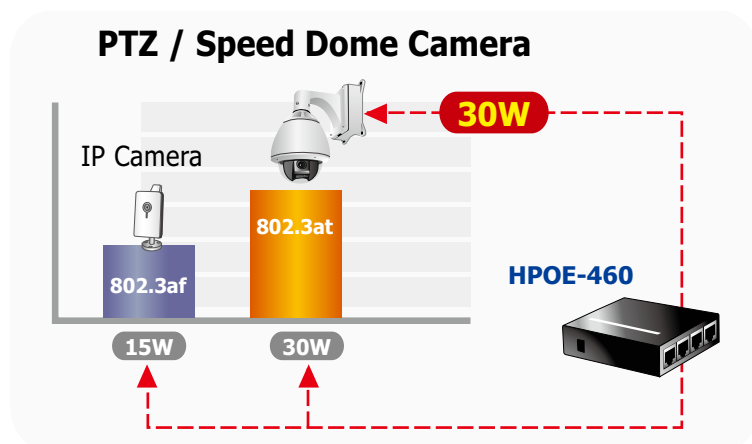 PTZ / Speed Dome Camera
30W
IP Camera
802.3at
802.3af
HPOE-460
15W
30W